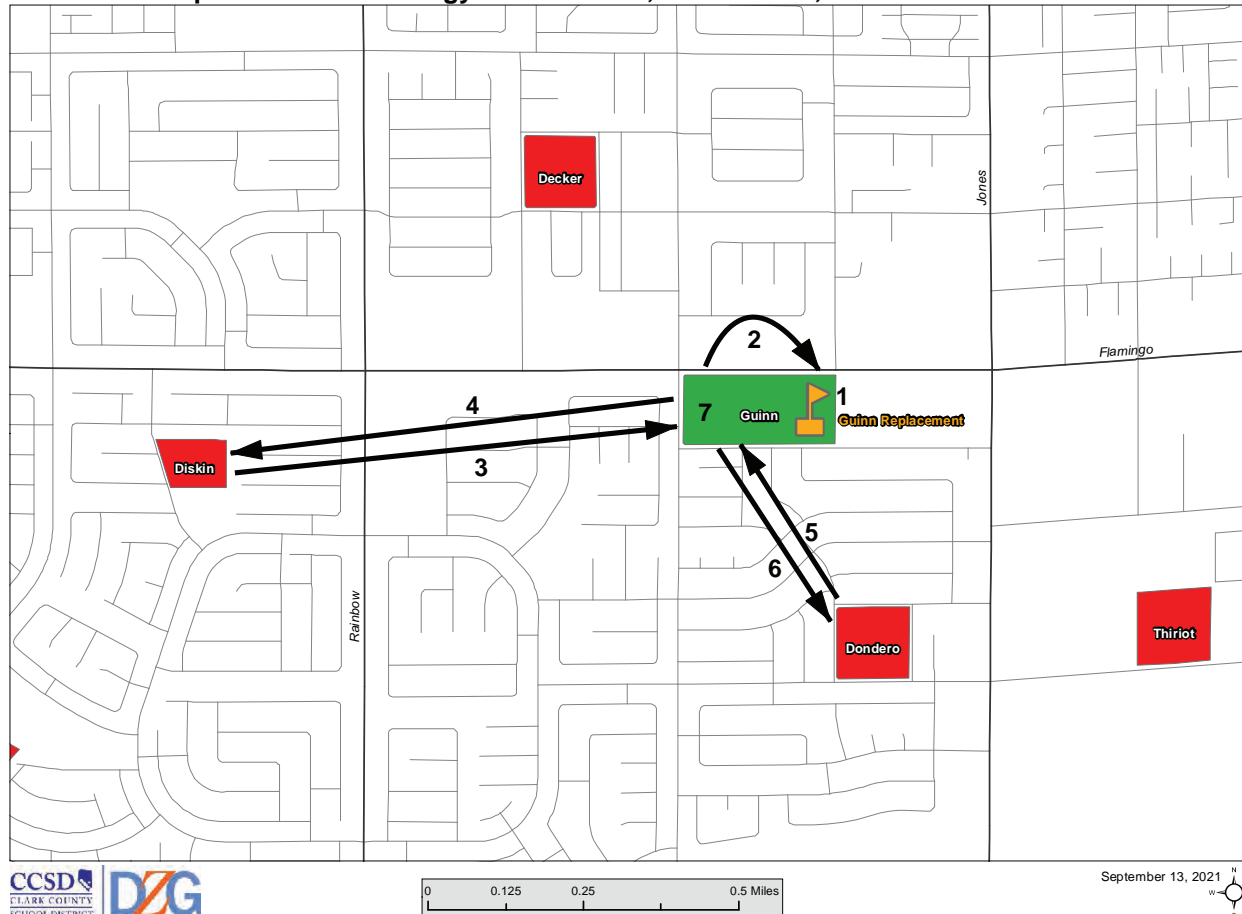 Decker
Jones
Flamingo
2
1
7
Guinn
Guinn Replacement
4
3
Diskin
5
6
Rainbow
Dondero
Thiriot
September 13, 2021
CCSD
CLARK COUNTY
SCHOOL DISTRICT
DZG
0 0.125 0.25 0.5 Miles
N
W